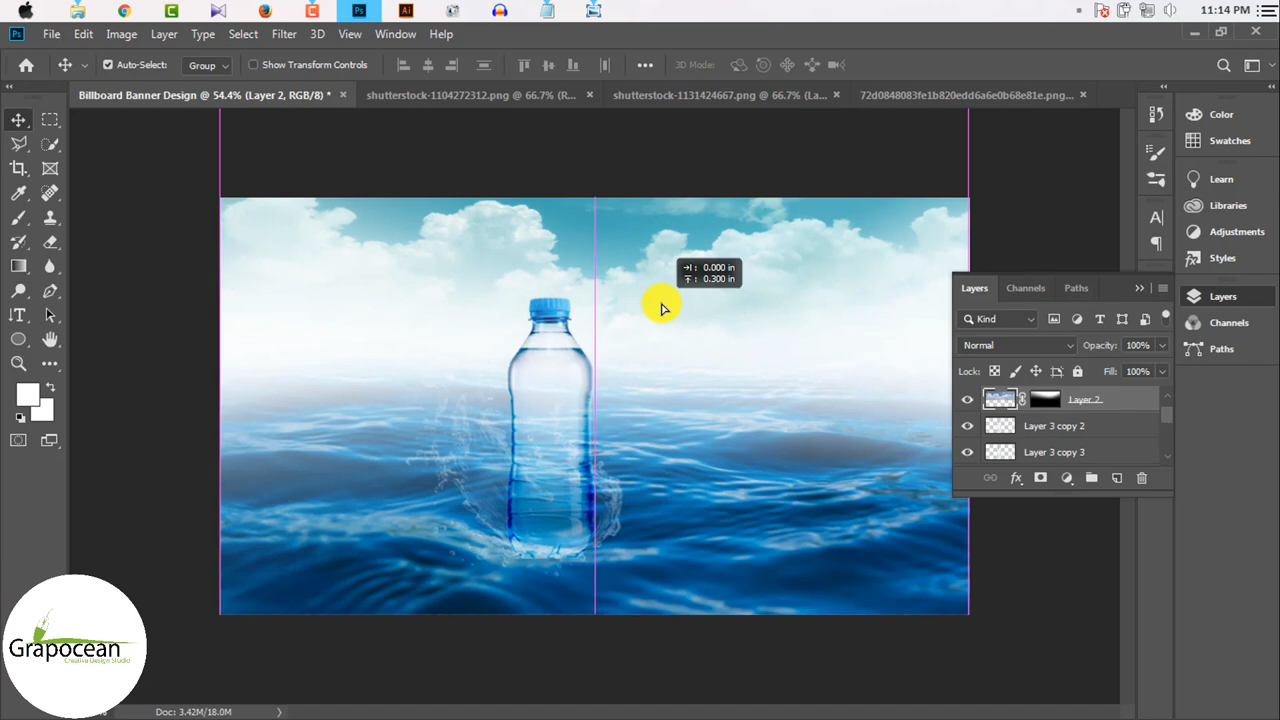 11:14 PM
Ps File Edit Image Layer Type Select Filter 3D View Window Help
Auto-Select: Group Show Transform Controls 3D Mode:
Billboard Banner Design @ 54.4% (Layer 2, RGB/8) * shutterstock-1104272312.png @ 66.7% (R... shutterstock-1131424667.png @ 66.7% (La... 72d0848083fe1b820edd6a6e0b68e81e.png...
Color
Swatches
Learn
Libraries
Adjustments
Styles
Layers
Channels
Paths
0.000 in
0.300 in
Layers Channels Paths
Kind
Normal Opacity: 100%
Lock: Fill: 100%
Layer 2
Layer 3 copy 2
Layer 3 copy 3
Grapocean
Creative Design Studio
Doc: 3.42M/18.0M